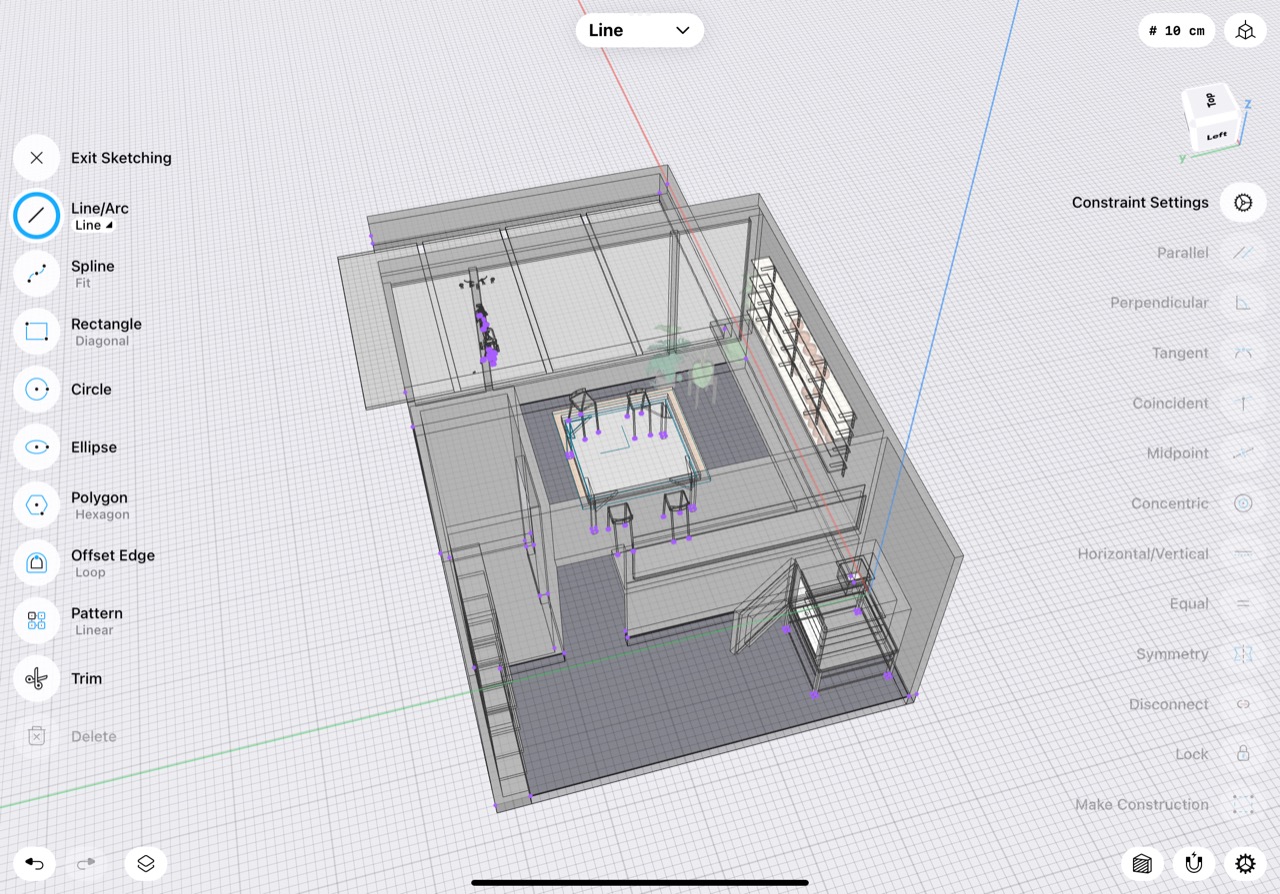 Line
# 10 cm
Top
Left
Z
y
Exit Sketching
Line/Arc
Line
Spline
Fit
Rectangle
Diagonal
Circle
Ellipse
Polygon
Hexagon
Offset Edge
Loop
Pattern
Linear
Trim
Delete
Constraint Settings
Parallel
Perpendicular
Tangent
Coincident
Midpoint
Concentric
Horizontal/Vertical
Equal
Symmetry
Disconnect
Lock
Make Construction